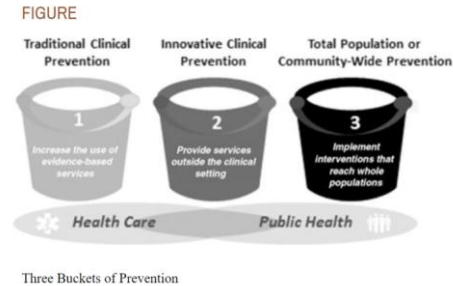 FIGURE
Traditional Clinical
Prevention
Innovative Clinical
Prevention
Total Population or
Community-Wide Prevention
1
Increase the use of
evidence-based
services
2
Provide services
outside the clinical
setting
3
Implement
interventions that
reach whole
populations
Health Care
Public Health
Three Buckets of Prevention